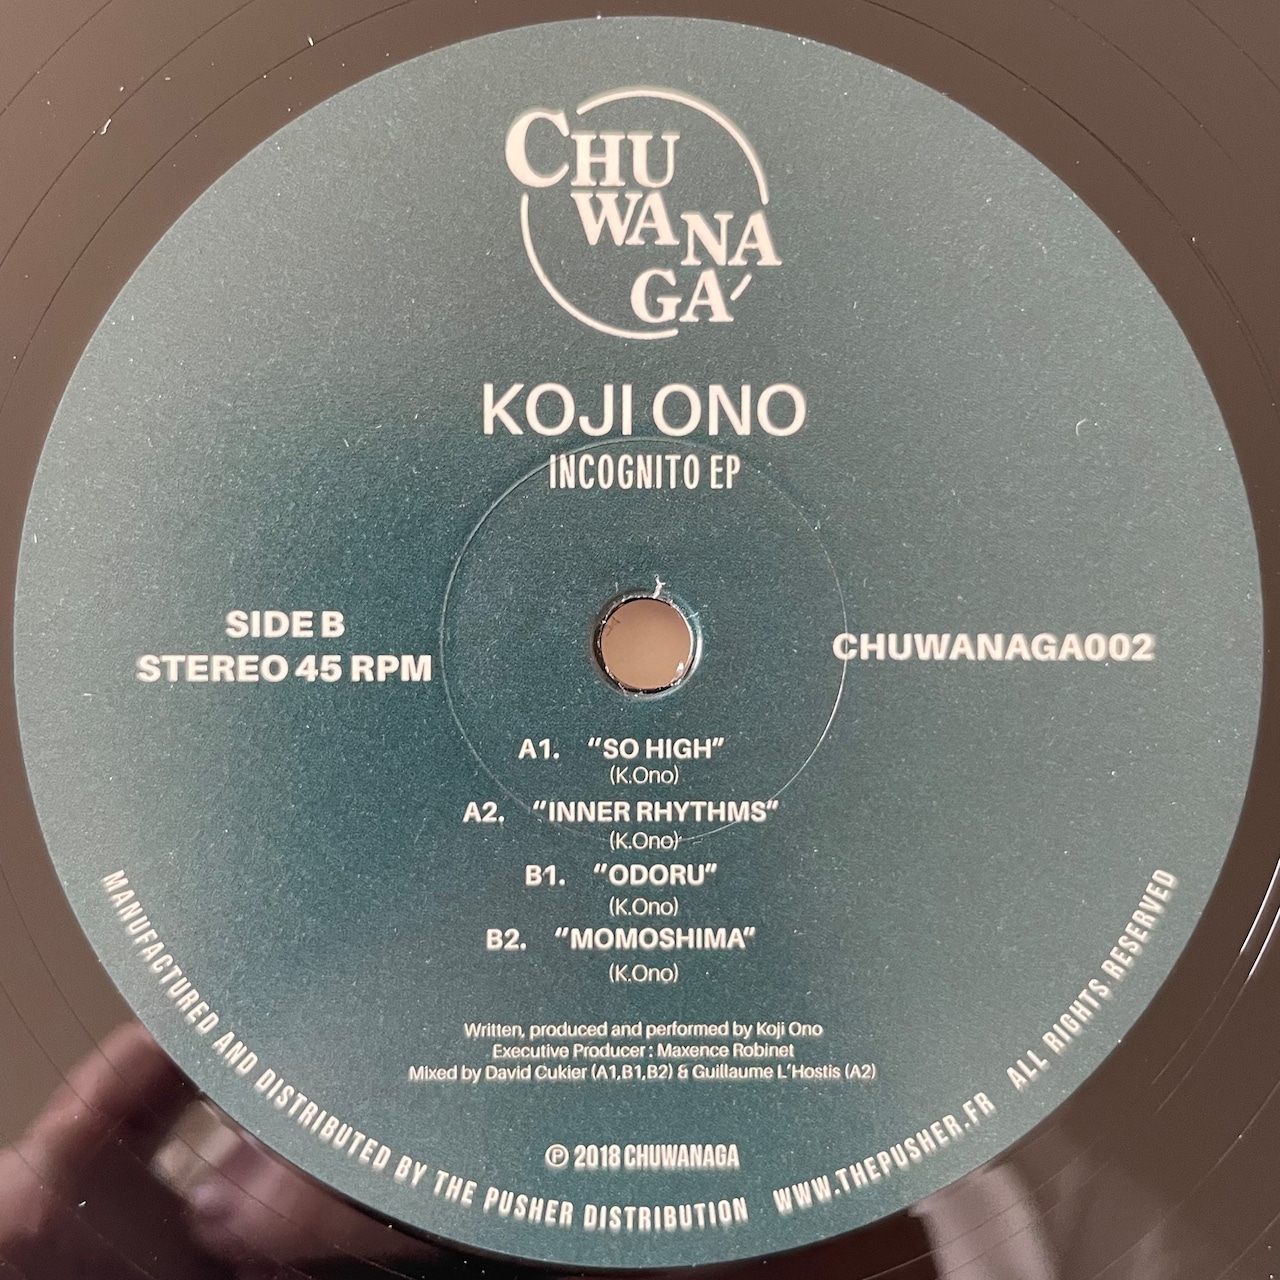 CHU
WANA
GA
KOJI ONO
INCOGNITO EP
SIDE B
STEREO 45 RPM
CHUWANAGA002
A1. "SO HIGH"
(K.Ono)
A2. "INNER RHYTHMS"
(K.Ono)
B1. "ODORU"
(K.Ono)
B2. "MOMOSHIMA"
(K.Ono)
Written, produced and performed by Koji Ono
Executive Producer : Maxence Robinet
Mixed by David Cukier (A1,B1,B2) & Guillaume L'Hostis (A2)
℗ 2018 CHUWANAGA
MANUFACTURED AND DISTRIBUTED BY THE PUSHER DISTRIBUTION WWW.THEPUSHER.FR ALL RIGHTS RESERVED